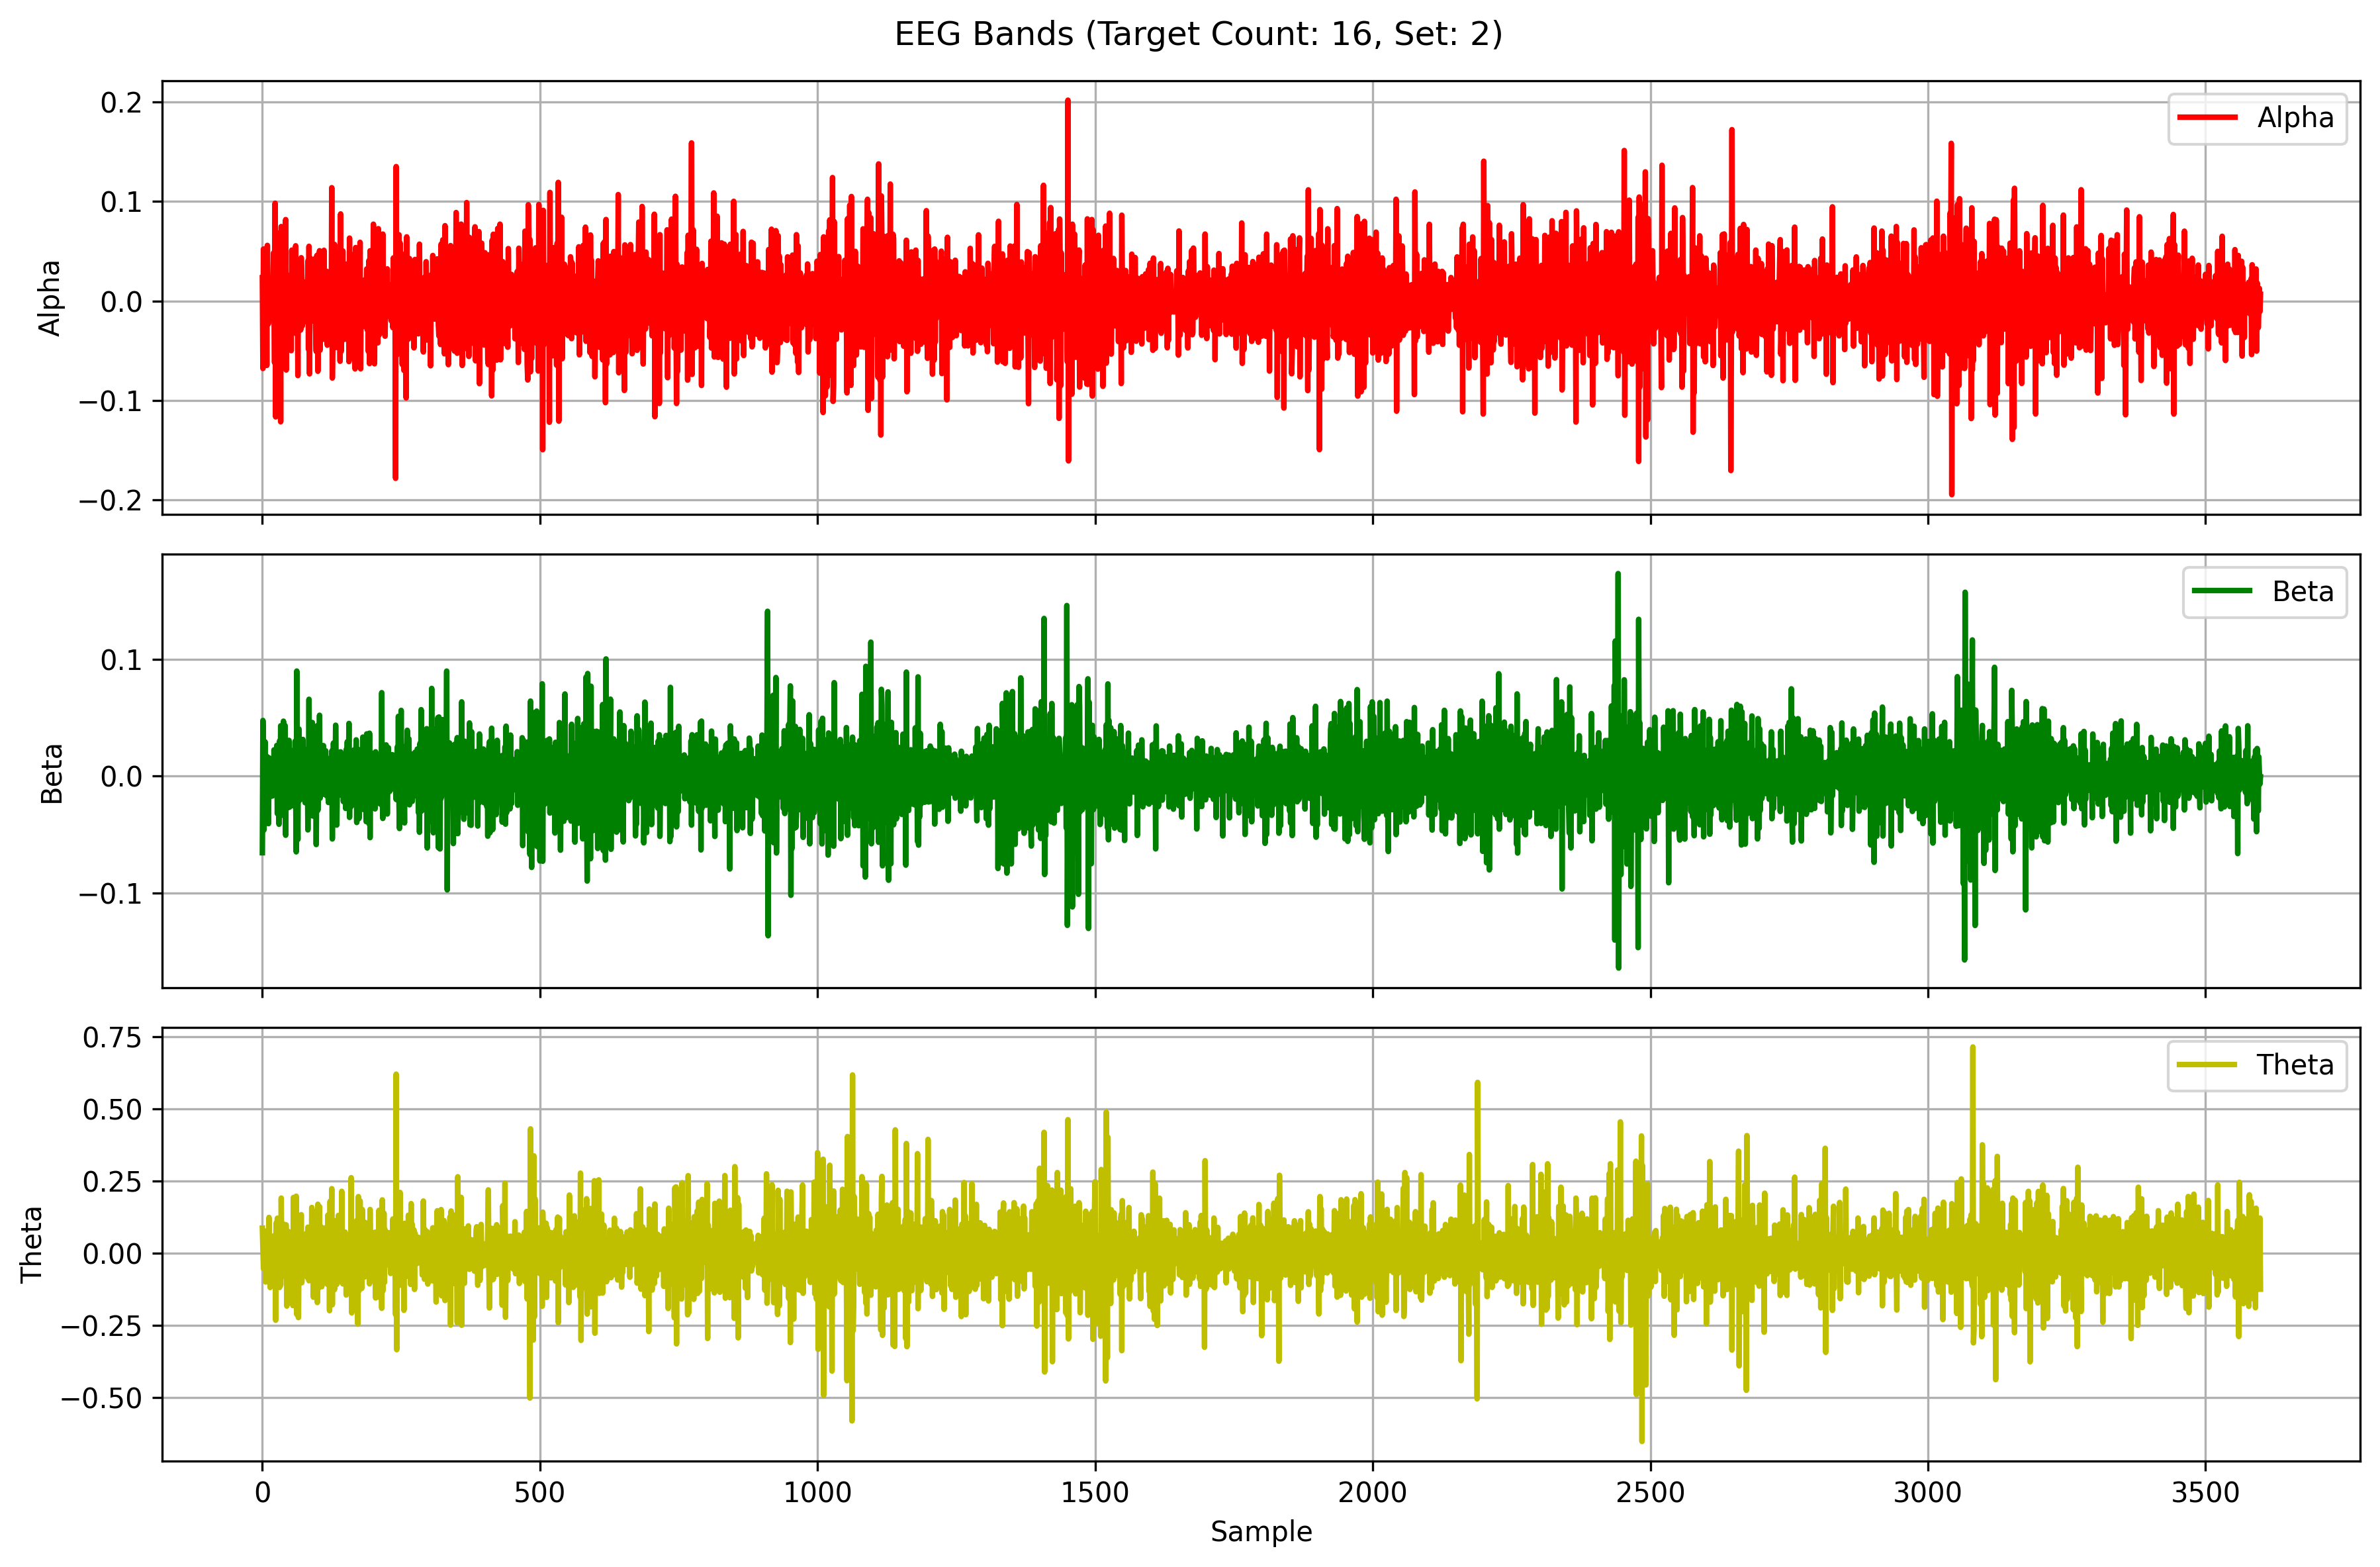 EEG Bands (Target Count: 16, Set: 2)
0.2
0.1
0.0
−0.1
−0.2
Alpha
Alpha
0.1
0.0
−0.1
Beta
Beta
0.75
0.50
0.25
0.00
−0.25
−0.50
Theta
Theta
0 500 1000 1500 2000 2500 3000 3500
Sample